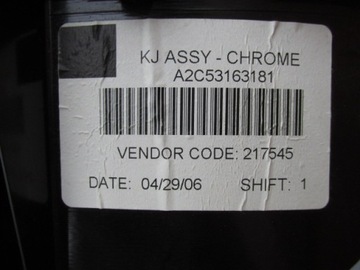 KJ ASSY - CHROME
A2C53163181
VENDOR CODE: 217545
DATE: 04/29/06 SHIFT: 1